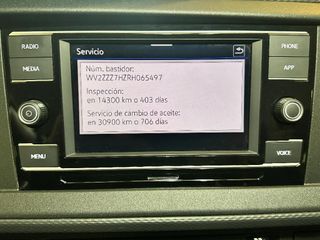 Servicio
RADIO
PHONE
MEDIA
APP
Núm. bastidor:
WV2ZZZ7HZRH065497
Inspección:
en 14300 km o 403 días
Servicio de cambio de aceite:
en 30900 km o 706 días
MENU
VOICE